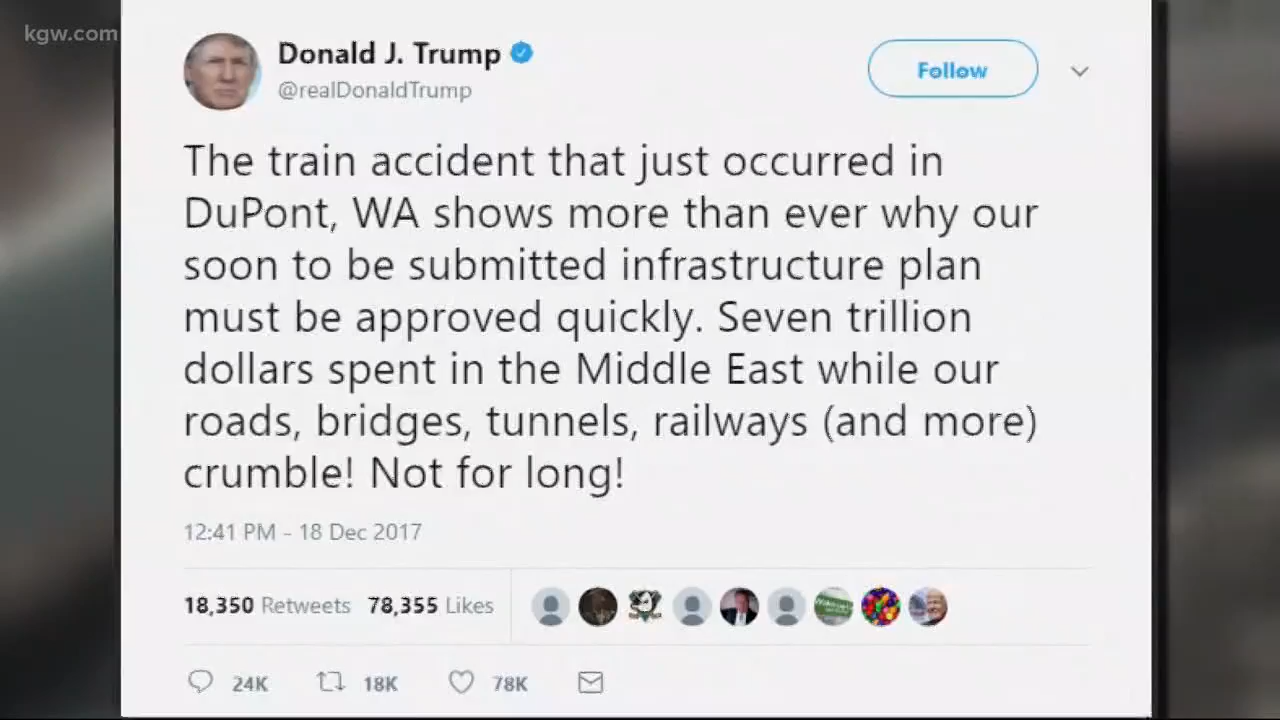 kgw.com
Donald J. Trump
@realDonaldTrump
Follow
The train accident that just occurred in
DuPont, WA shows more than ever why our
soon to be submitted infrastructure plan
must be approved quickly. Seven trillion
dollars spent in the Middle East while our
roads, bridges, tunnels, railways (and more)
crumble! Not for long!
12:41 PM - 18 Dec 2017
18,350 Retweets 78,355 Likes
24K 18K 78K